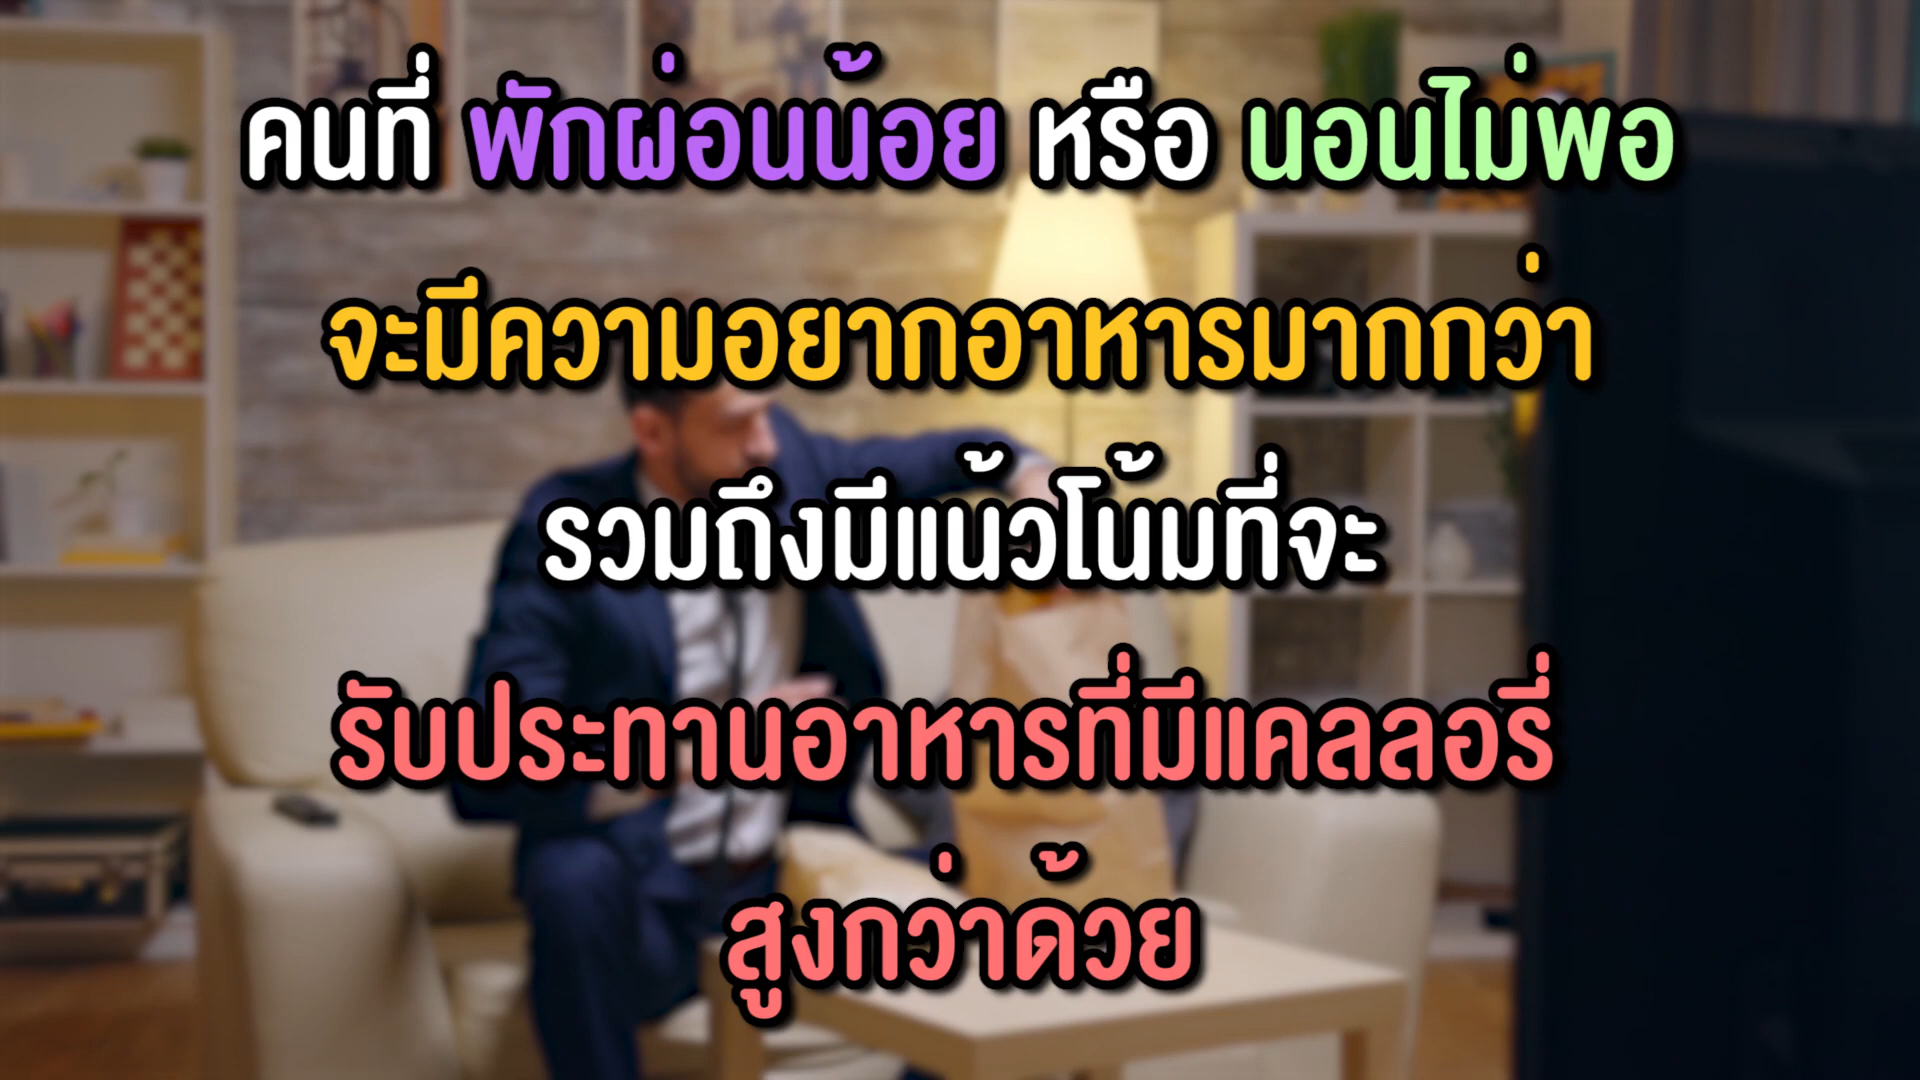 คนที่ พักผ่อนน้อย หรือ นอนไม่พอ
จะมีความอยากอาหารมากกว่า
รวมถึงมีแน้วโน้มที่จะ
รับประทานอาหารที่มีแคลลอรี่
สูงกว่าด้วย